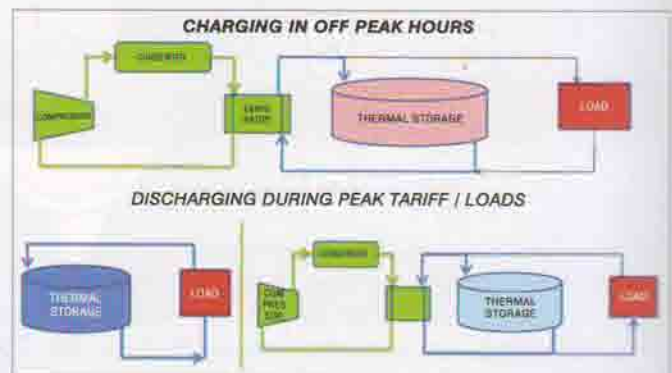 CHARGING IN OFF PEAK HOURS
CONDENSER
COMPRESSOR
THERMAL STORAGE
LOAD
DISCHARGING DURING PEAK TARIFF / LOADS
THERMAL
STORAGE
LOAD
CONDENSER
COM
PRES
SOR
THERMAL
STORAGE
LOAD